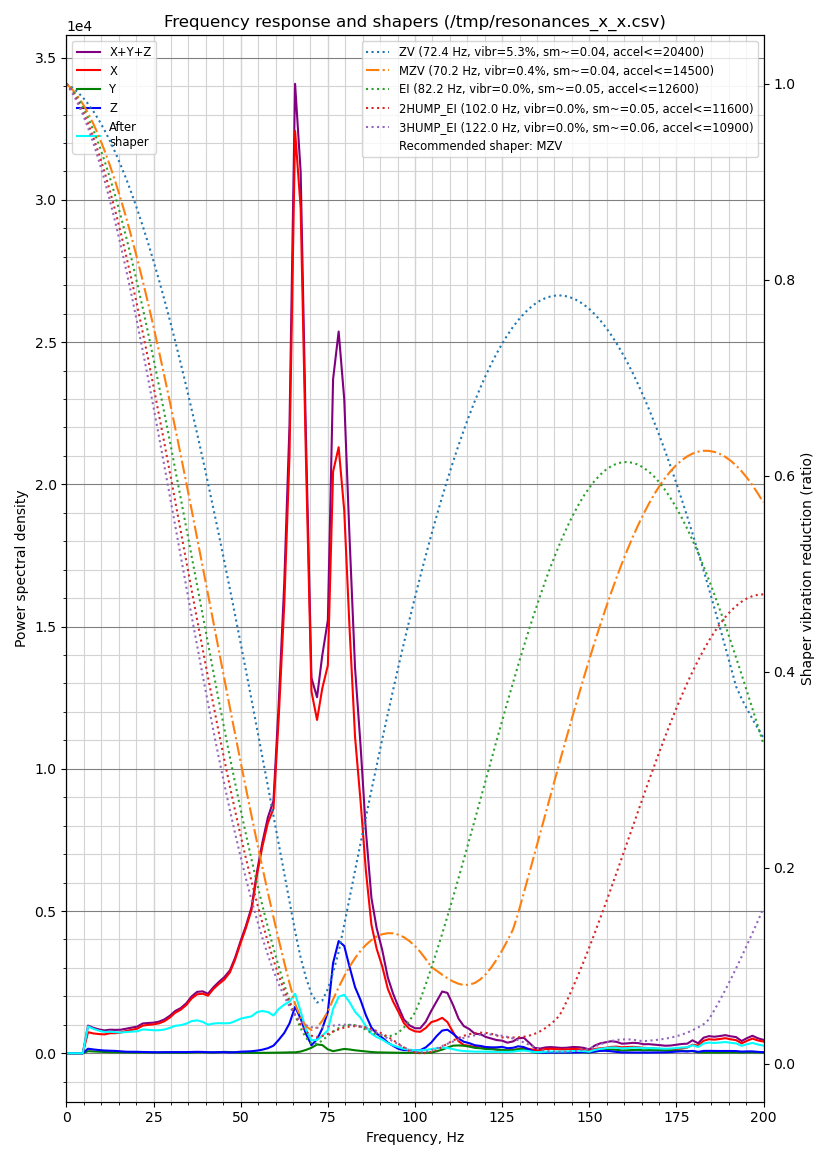 Frequency response and shapers (/tmp/resonances_x_x.csv)
1e4
X+Y+Z
X
Y
Z
After
shaper
ZV (72.4 Hz, vibr=5.3%, sm~=0.04, accel<=20400)
MZV (70.2 Hz, vibr=0.4%, sm~=0.04, accel<=14500)
EI (82.2 Hz, vibr=0.0%, sm~=0.05, accel<=12600)
2HUMP_EI (102.0 Hz, vibr=0.0%, sm~=0.05, accel<=11600)
3HUMP_EI (122.0 Hz, vibr=0.0%, sm~=0.06, accel<=10900)
Recommended shaper: MZV
3.5
3.0
2.5
2.0
1.5
1.0
0.5
0.0
Power spectral density
1.0
0.8
0.6
0.4
0.2
0.0
Shaper vibration reduction (ratio)
0
25
50
75
100
125
150
175
200
Frequency, Hz